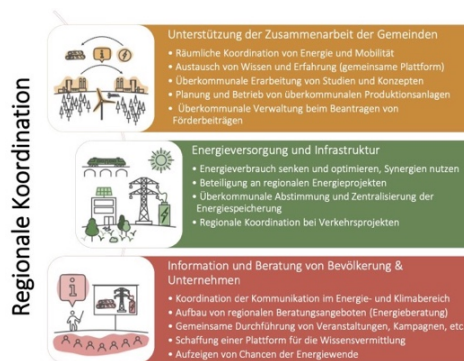 Regionale Koordination
Unterstützung der Zusammenarbeit der Gemeinden
• Räumliche Koordination von Energie und Mobilität
• Austausch von Wissen und Erfahrung (gemeinsame Plattform)
• Überkommunale Erarbeitung von Studien und Konzepten
• Planung und Betrieb von überkommunalen Produktionsanlagen
• Überkommunale Verwaltung beim Beantragen von
Förderbeiträgen
Energieversorgung und Infrastruktur
• Energieverbrauch senken und optimieren, Synergien nutzen
• Beteiligung an regionalen Energieprojekten
• Überkommunale Abstimmung und Zentralisierung der
Energiespeicherung
• Regionale Koordination bei Verkehrsprojekten
Information und Beratung von Bevölkerung &
Unternehmen
• Koordination der Kommunikation im Energie- und Klimabereich
• Aufbau von regionalen Beratungsangeboten (Energieberatung)
• Gemeinsame Durchführung von Veranstaltungen, Kampagnen, etc.
• Schaffung einer Plattform für die Wissensvermittlung
• Aufzeigen von Chancen der Energiewende